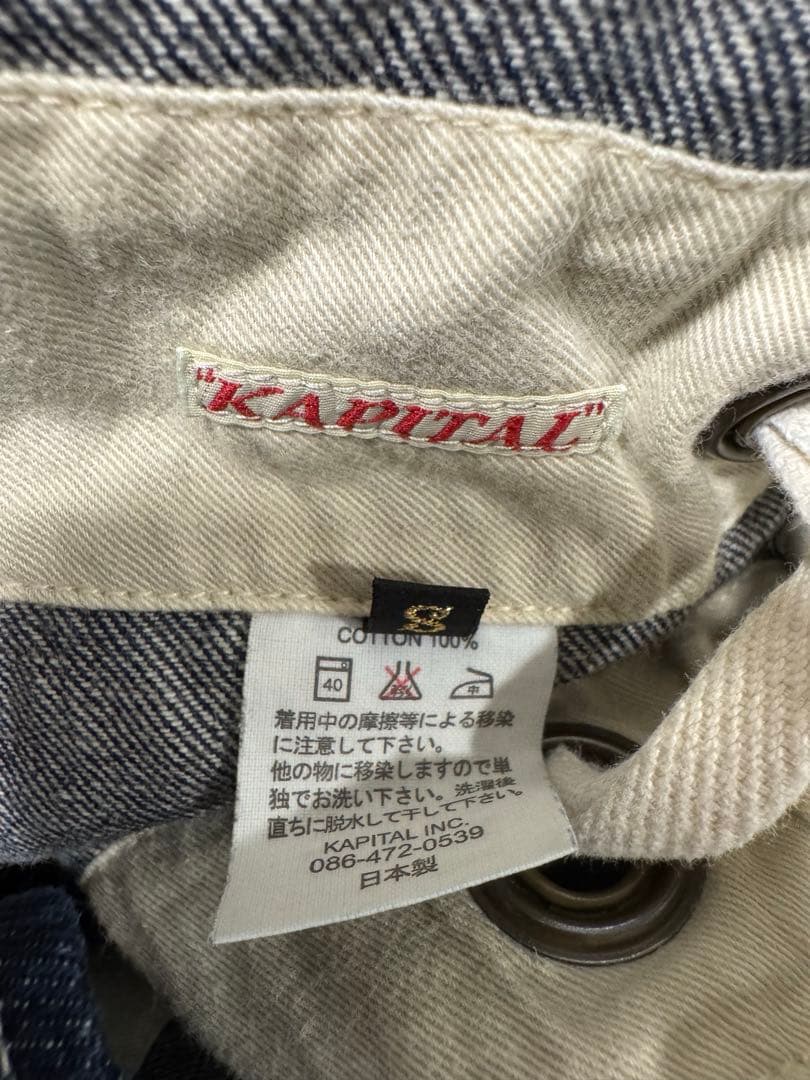 "KAPITAL"
COTTON 100%
40
中
着用中の摩擦等による移染
に注意して下さい。
他の物に移染しますので単
独でお洗い下さい。洗濯後
直ちに脱水して干して下さい。
KAPITAL INC.
086-472-0539
日本製